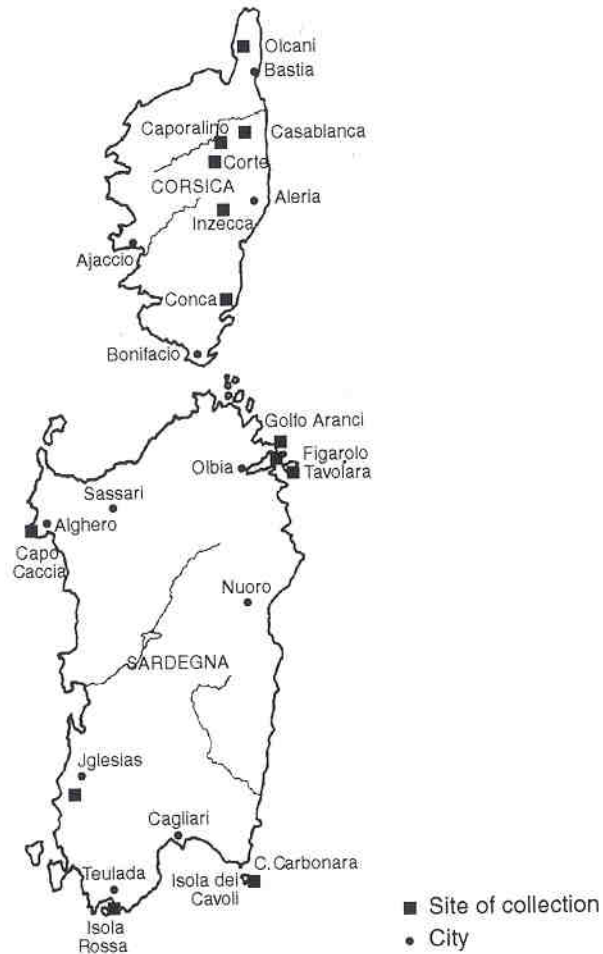 Olcani
Bastia
Caporalino
Casabianca
Corte
CORSICA
Aleria
Inzecca
Ajaccio
Conca
Bonifacio
Golfo Aranci
Olbia
Figarolo
Tavolara
Sassari
Alghero
Capo
Caccia
Nuoro
SARDEGNA
Jglesias
Cagliari
C. Carbonara
Teulada
Isola dei
Cavoli
Isola
Rossa
Site of collection
City